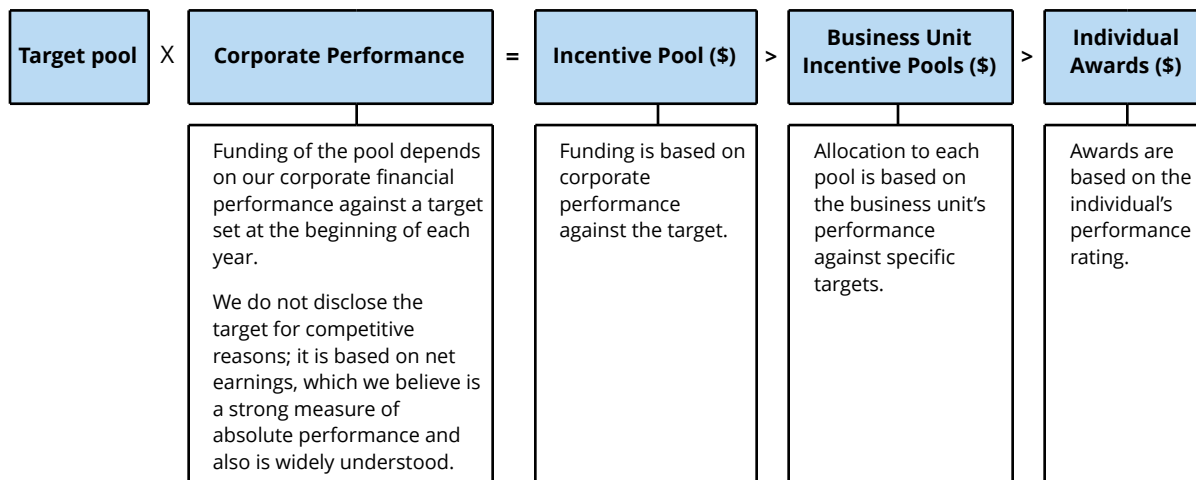 Target pool
X
Corporate Performance
=
Incentive Pool ($)
>
Business Unit
Incentive Pools ($)
>
Individual
Awards ($)
Funding of the pool depends
on our corporate financial
performance against a target
set at the beginning of each
year.
We do not disclose the
target for competitive
reasons; it is based on net
earnings, which we believe is
a strong measure of
absolute performance and
also is widely understood.
Funding is based on
corporate
performance
against the target.
Allocation to each
pool is based on
the business unit’s
performance
against specific
targets.
Awards are
based on the
individual’s
performance
rating.